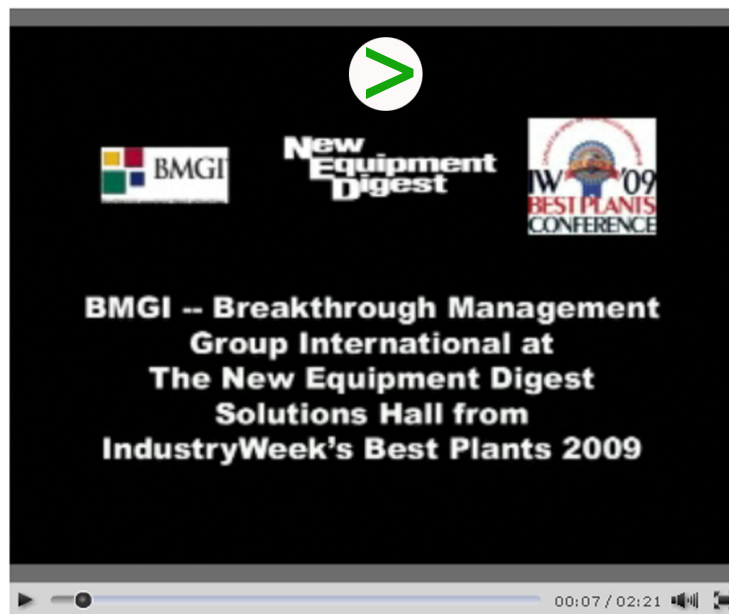 >
BMGI
New
Equipment
Digest
IW '09
BEST PLANTS
CONFERENCE
BMGI -- Breakthrough Management
Group International at
The New Equipment Digest
Solutions Hall from
IndustryWeek's Best Plants 2009
00:07 / 02:21